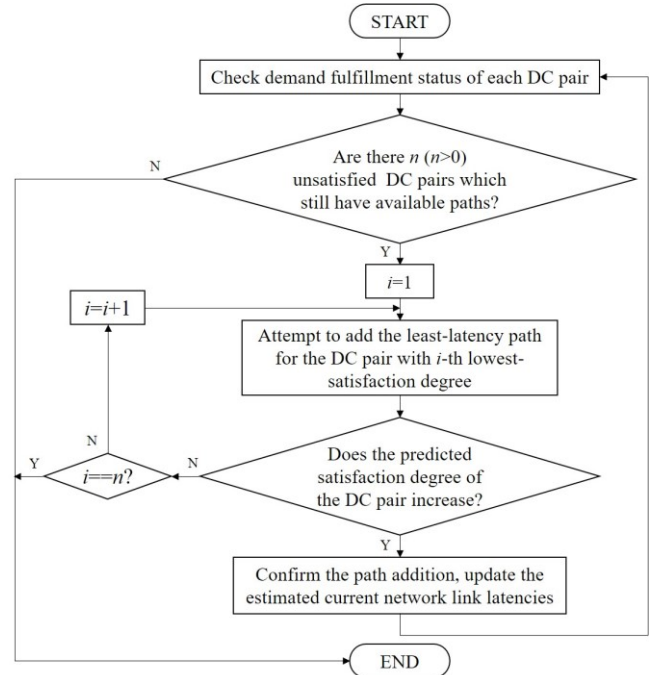 START
Check demand fulfillment status of each DC pair
N
Are there n (n>0)
unsatisfied DC pairs which
still have available paths?
Y
i=1
i=i+1
Attempt to add the least-latency path
for the DC pair with i-th lowest-
satisfaction degree
N
Y
i==n?
N
Does the predicted
satisfaction degree of
the DC pair increase?
Y
Confirm the path addition, update the
estimated current network link latencies
END